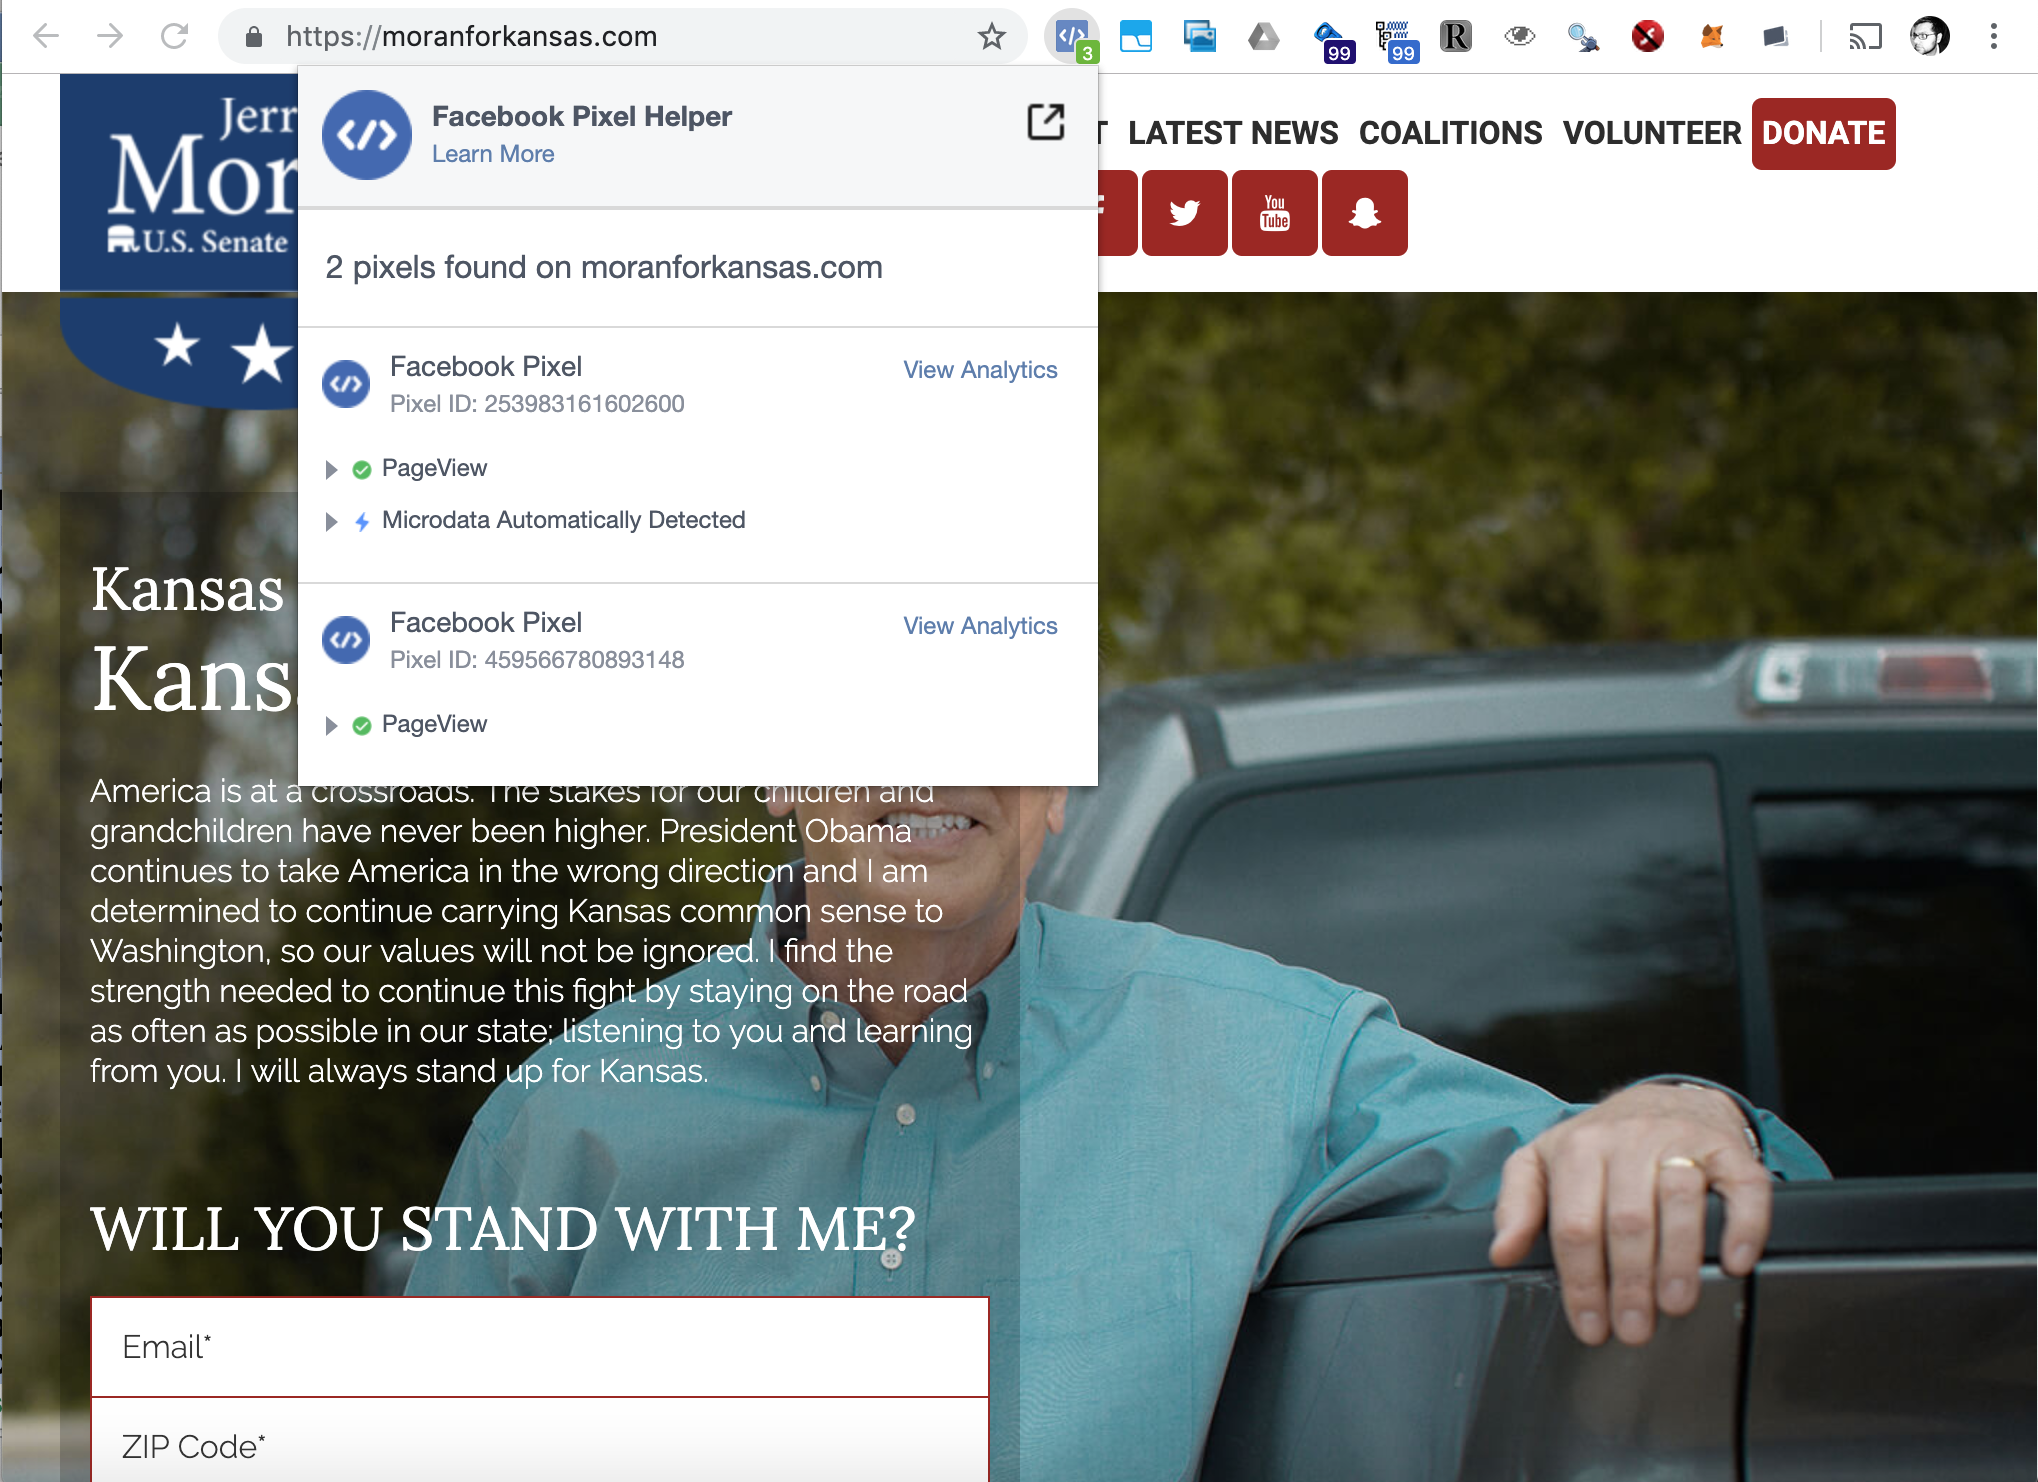 https://moranforkansas.com
3
99
99
R
Jerr
Mor
U.S. Senate
T LATEST NEWS COALITIONS VOLUNTEER DONATE
You
Tube
Facebook Pixel Helper
Learn More
2 pixels found on moranforkansas.com
Facebook Pixel
View Analytics
Pixel ID: 253983161602600
PageView
Microdata Automatically Detected
Facebook Pixel
View Analytics
Pixel ID: 459566780893148
PageView
Kansas
Kans
America is at a crossroads. The stakes for our children and
grandchildren have never been higher. President Obama
continues to take America in the wrong direction and I am
determined to continue carrying Kansas common sense to
Washington, so our values will not be ignored. I find the
strength needed to continue this fight by staying on the road
as often as possible in our state; listening to you and learning
from you. I will always stand up for Kansas.
WILL YOU STAND WITH ME?
Email*
ZIP Code*